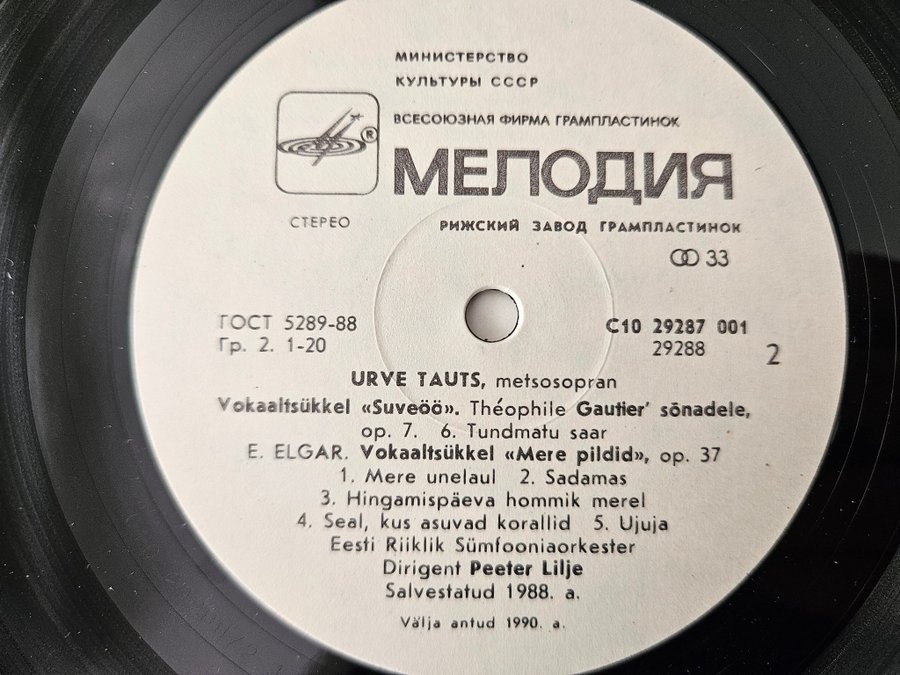 МИНИСТЕРСТВО
КУЛЬТУРЫ СССР
ВСЕСОЮЗНАЯ ФИРМА ГРАМПЛАСТИНОК
®
МЕЛОДИЯ
СТЕРЕО
РИЖСКИЙ ЗАВОД ГРАМПЛАСТИНОК
33
ГОСТ 5289-88
Гр. 2. 1-20
С10 29287 001
29288
2
URVE TAUTS, metsosopran
Vokaaltsükkel «Suveöö». Théophile Gautier' sõnadele,
op. 7. 6. Tundmatu saar
E. ELGAR. Vokaaltsükkel «Mere pildid», op. 37
1. Mere unelaul 2. Sadamas
3. Hingamispäeva hommik merel
4. Seal, kus asuvad korallid 5. Ujuja
Eesti Riiklik Sümfooniaorkester
Dirigent Peeter Lilje
Salvestatud 1988. a.
Välja antud 1990. a.